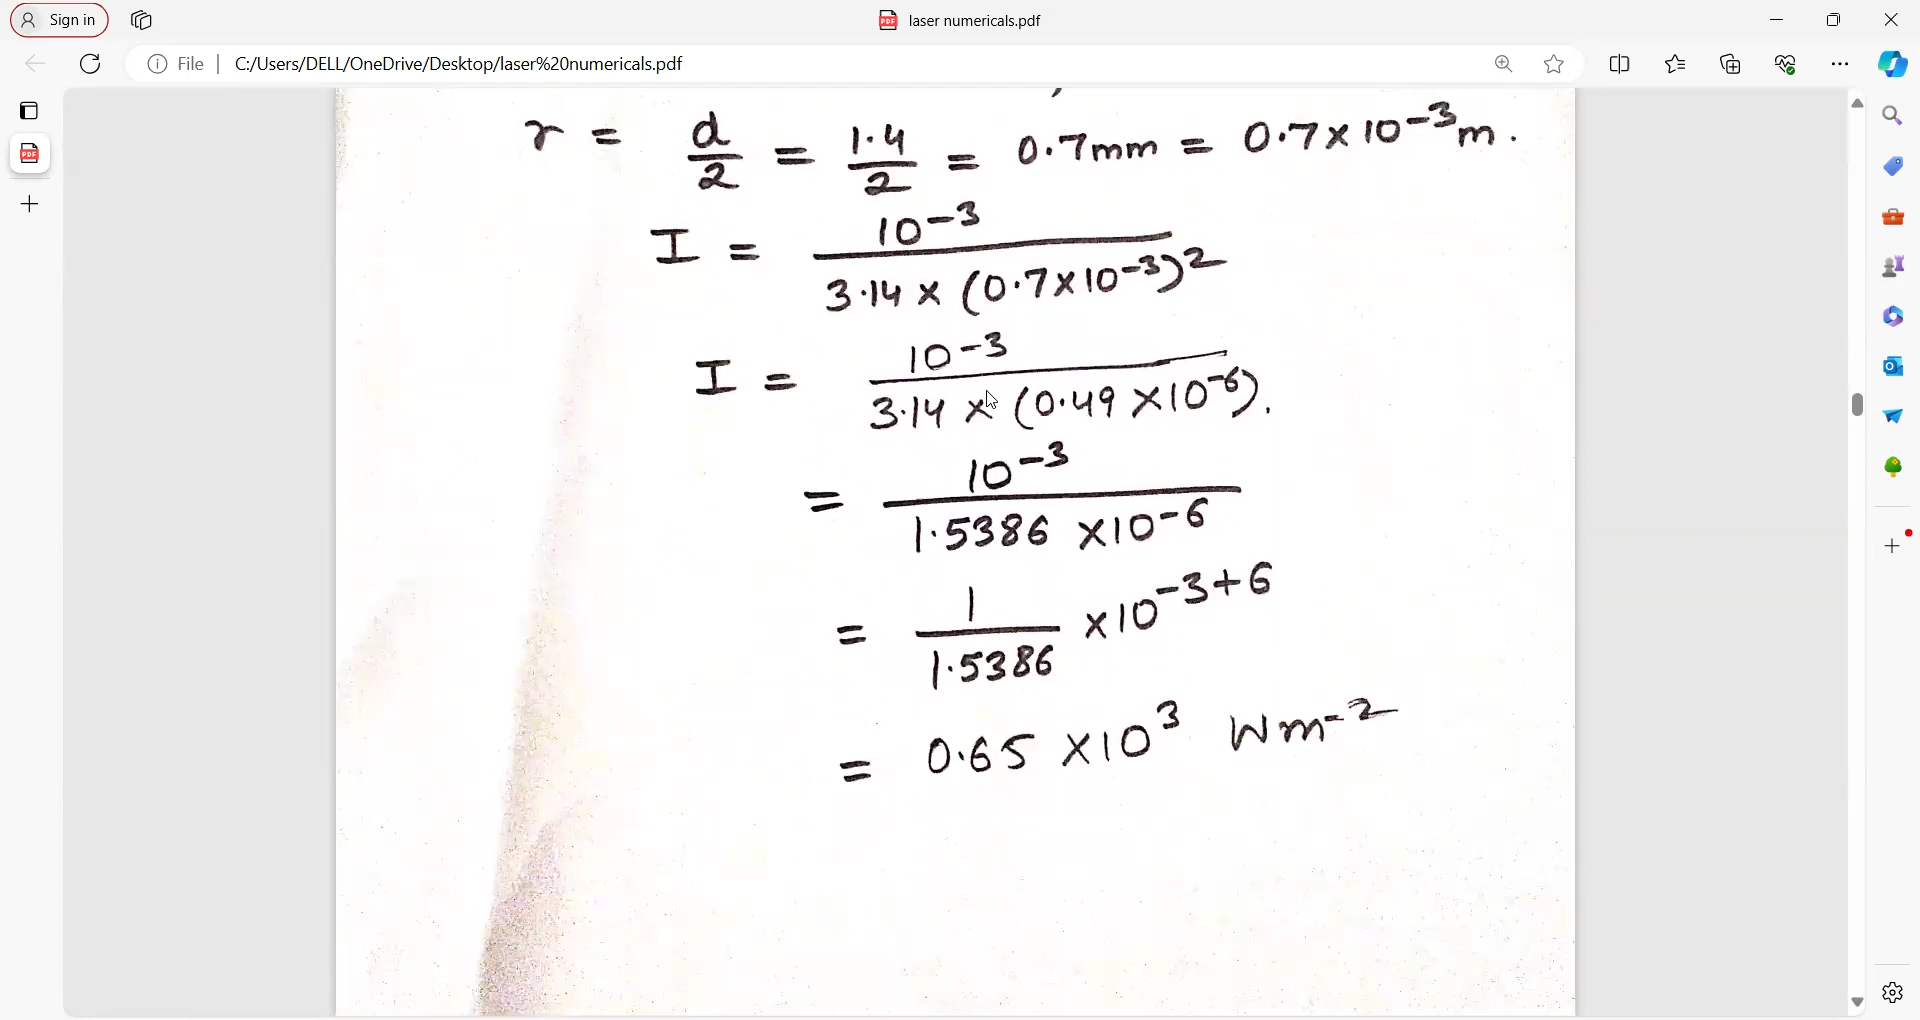 Sign in
laser numericals.pdf
File | C:/Users/DELL/OneDrive/Desktop/laser%20numericals.pdf
r = d/2 = 1.4/2 = 0.7mm = 0.7×10⁻³m.
I = 10⁻³ / 3.14 × (0.7×10⁻³)²
I = 10⁻³ / 3.14 × (0.49 ×10⁻⁶).
= 10⁻³ / 1.5386 ×10⁻⁶
= 1/1.5386 ×10⁻³⁺⁶
= 0.65 ×10³ Wm⁻²